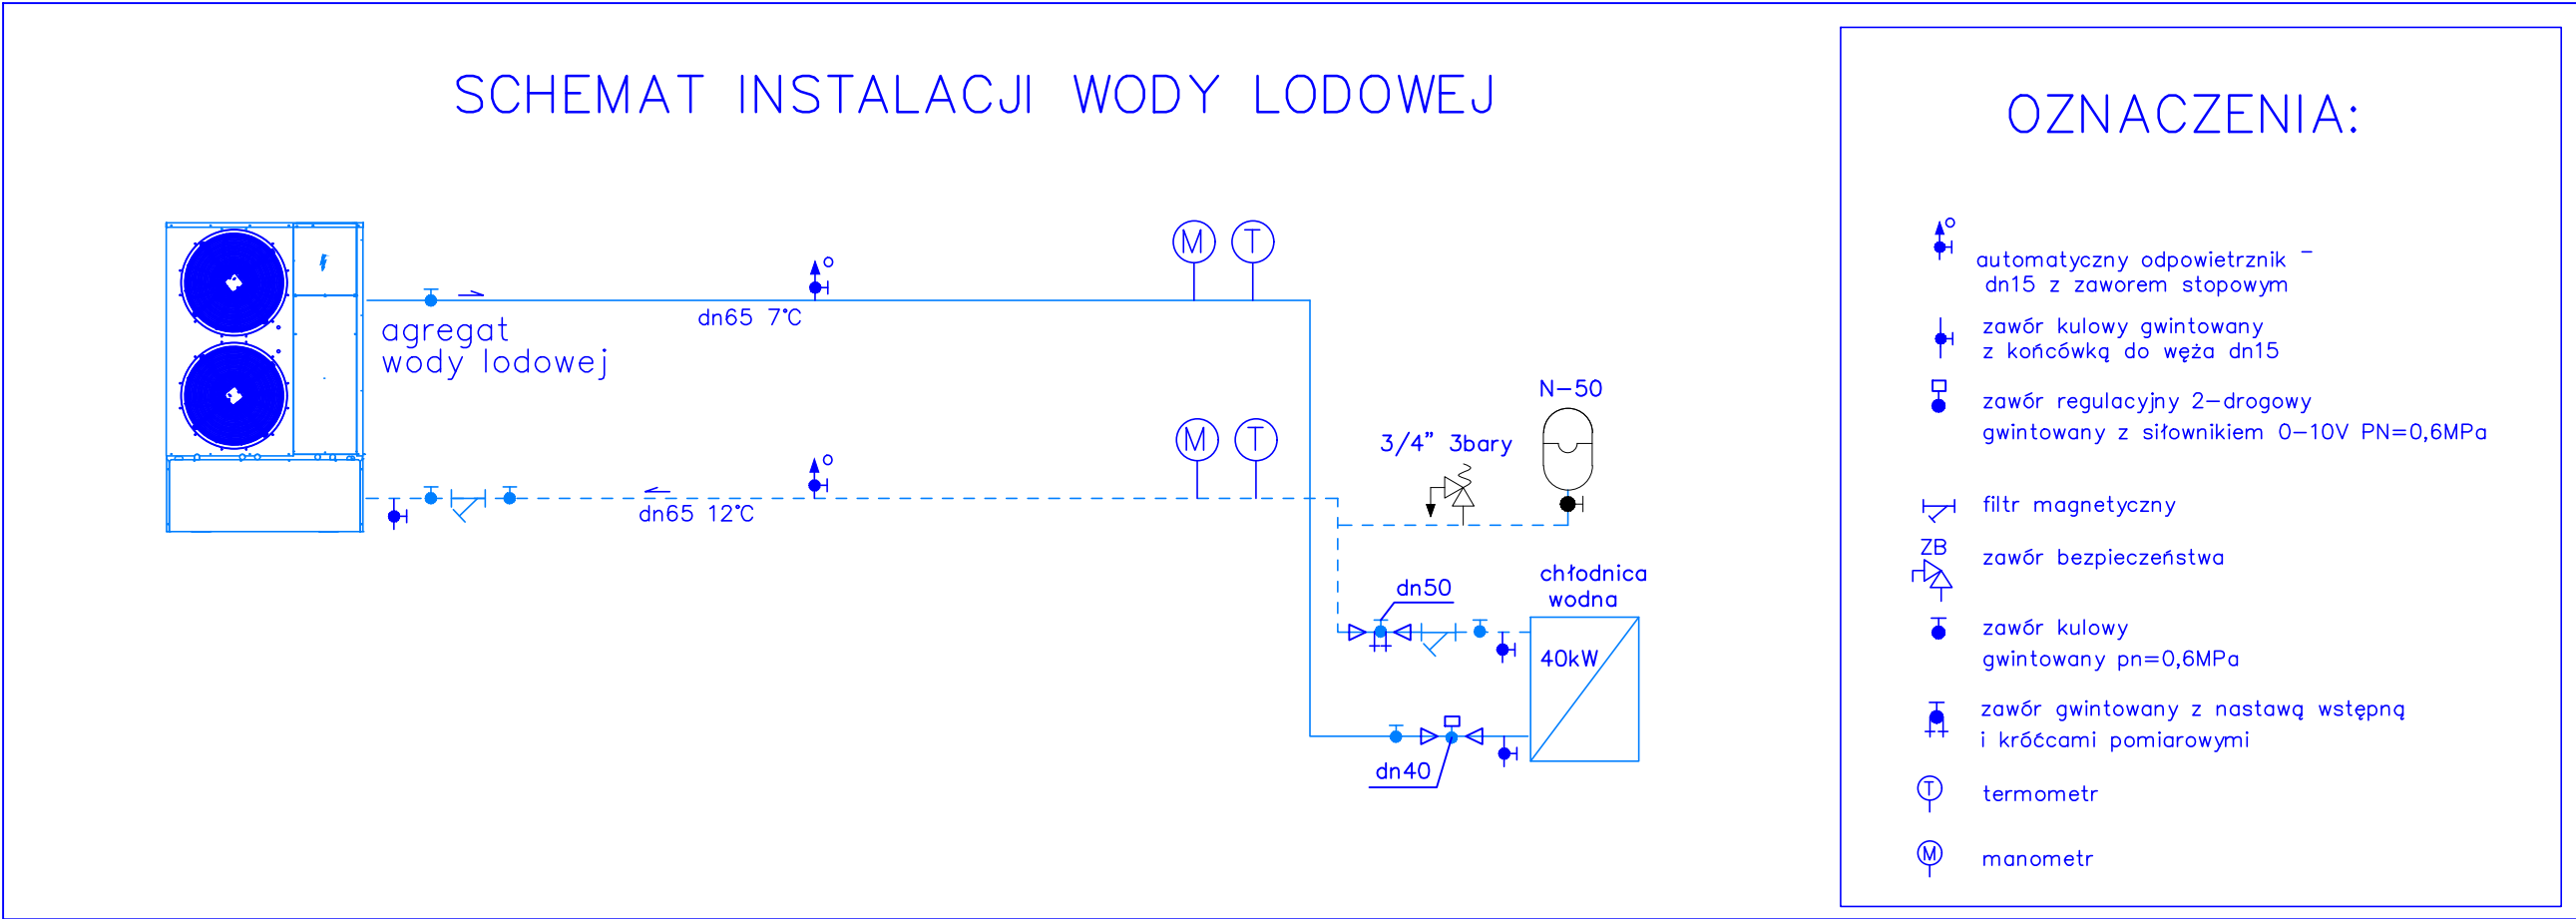 SCHEMAT INSTALACJI WODY LODOWEJ
M T
dn65 7°C
agregat
wody lodowej
M T
dn65 12°C
3/4" 3bary
N-50
dn50
chłodnica
wodna
40kW
dn40
OZNACZENIA:
automatyczny odpowietrznik -
dn15 z zaworem stopowym
zawór kulowy gwintowany
z końcówką do węża dn15
zawór regulacyjny 2-drogowy
gwintowany z siłownikiem 0-10V PN=0,6MPa
filtr magnetyczny
ZB
zawór bezpieczeństwa
zawór kulowy
gwintowany pn=0,6MPa
zawór gwintowany z nastawą wstępną
i króćcami pomiarowymi
T termometr
M manometr